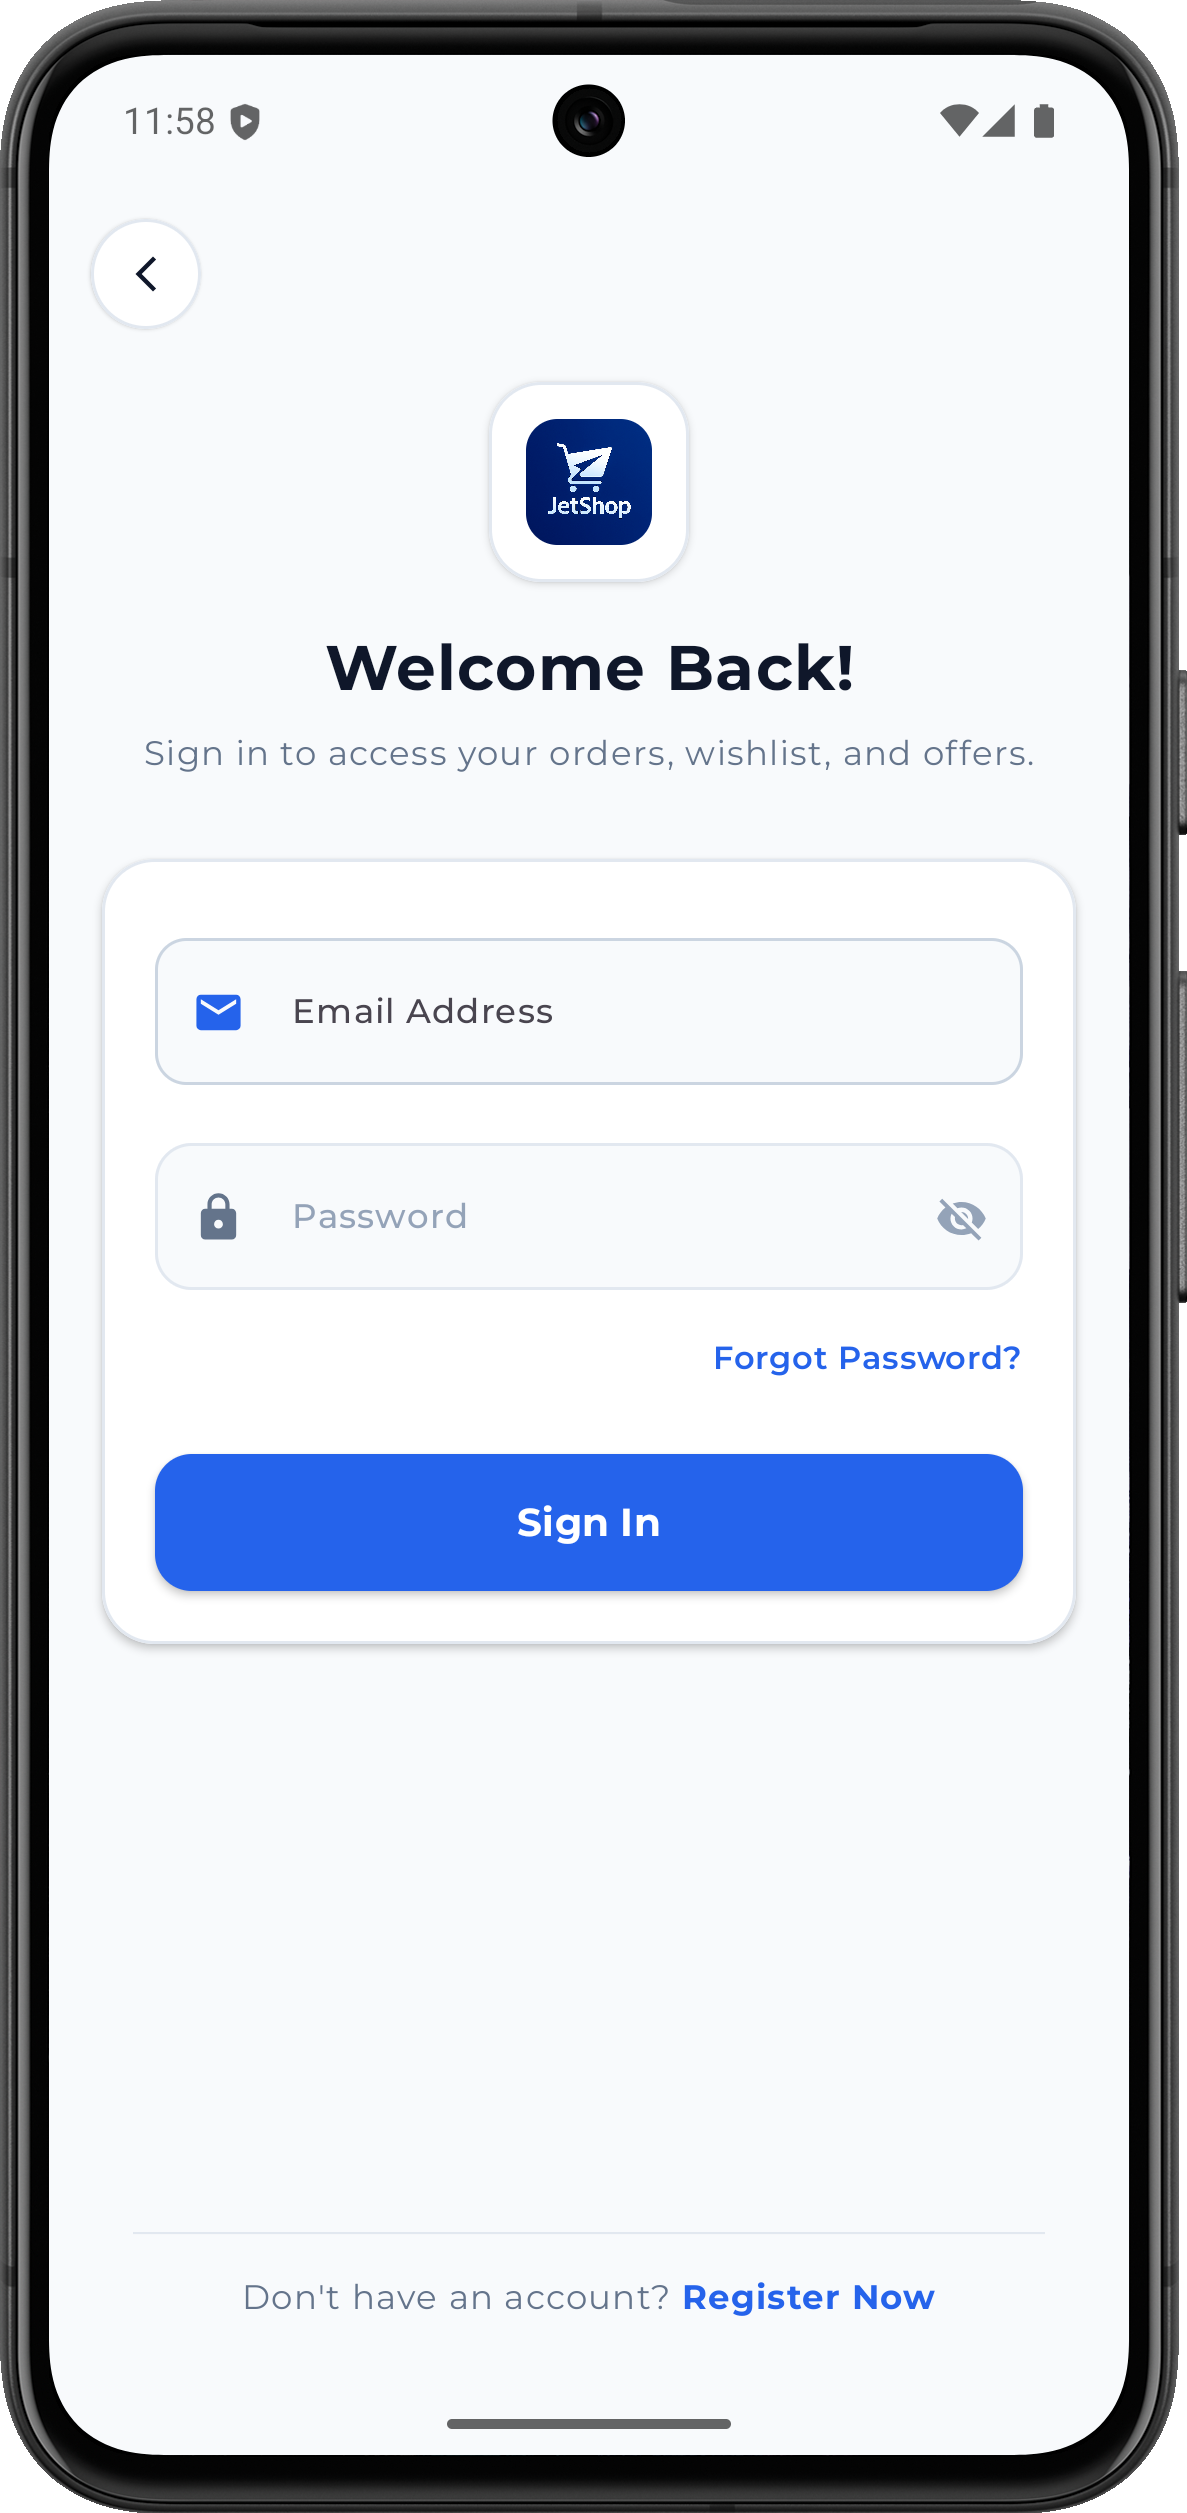 11:58
JetShop
Welcome Back!
Sign in to access your orders, wishlist, and offers.
Email Address
Password
Forgot Password?
Sign In
Don't have an account? Register Now